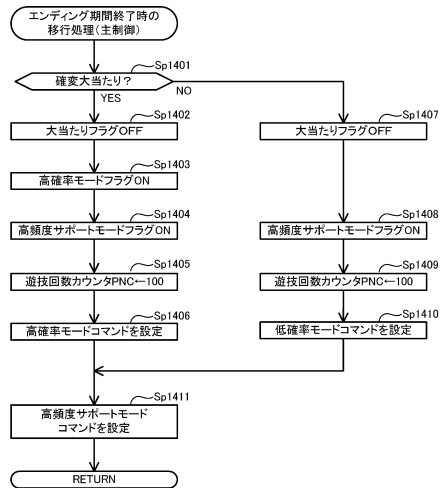 エンディング期間終了時の
移行処理(主制御)
Sp1401
確変大当たり?
YES
NO
Sp1402
大当たりフラグOFF
Sp1403
高確率モードフラグON
Sp1404
高頻度サポートモードフラグON
Sp1405
遊技回数カウンタPNC←100
Sp1406
高確率モードコマンドを設定
Sp1407
大当たりフラグOFF
Sp1408
高頻度サポートモードフラグON
Sp1409
遊技回数カウンタPNC←100
Sp1410
低確率モードコマンドを設定
Sp1411
高頻度サポートモード
コマンドを設定
RETURN